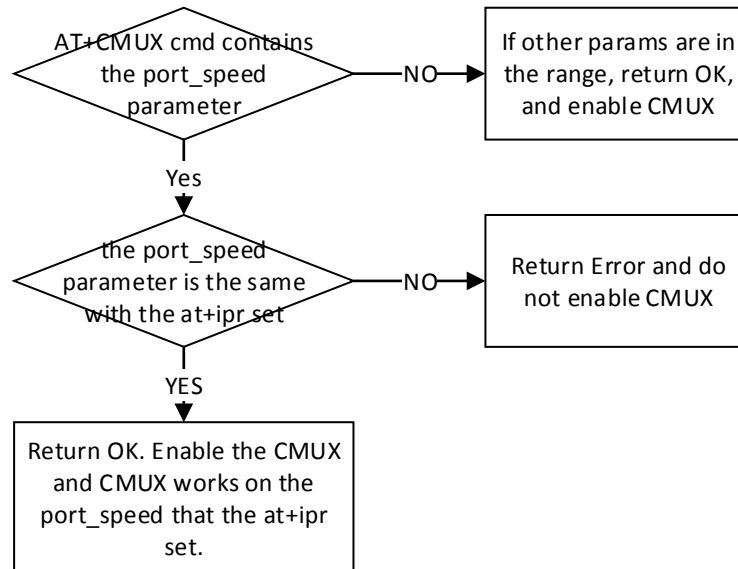 AT+CMUX cmd contains
the port_speed
parameter
NO
If other params are in
the range, return OK,
and enable CMUX
Yes
the port_speed
parameter is the same
with the at+ipr set
NO
Return Error and do
not enable CMUX
YES
Return OK. Enable the CMUX
and CMUX works on the
port_speed that the at+ipr
set.